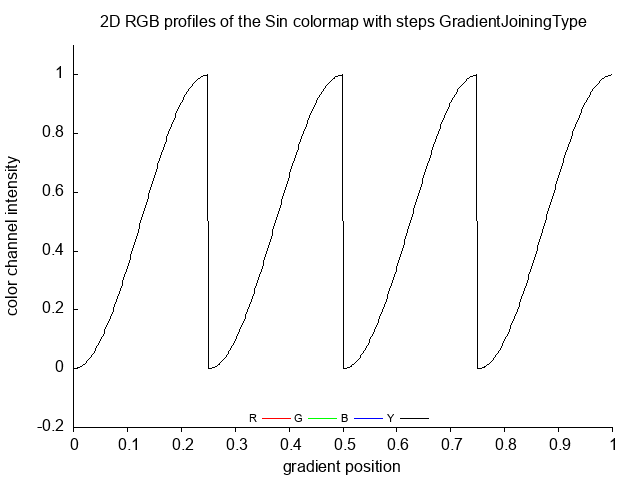 2D RGB profiles of the Sin colormap with steps GradientJoiningType
color channel intensity
1
0.8
0.6
0.4
0.2
0
-0.2
R G B Y
0 0.1 0.2 0.3 0.4 0.5 0.6 0.7 0.8 0.9 1
gradient position